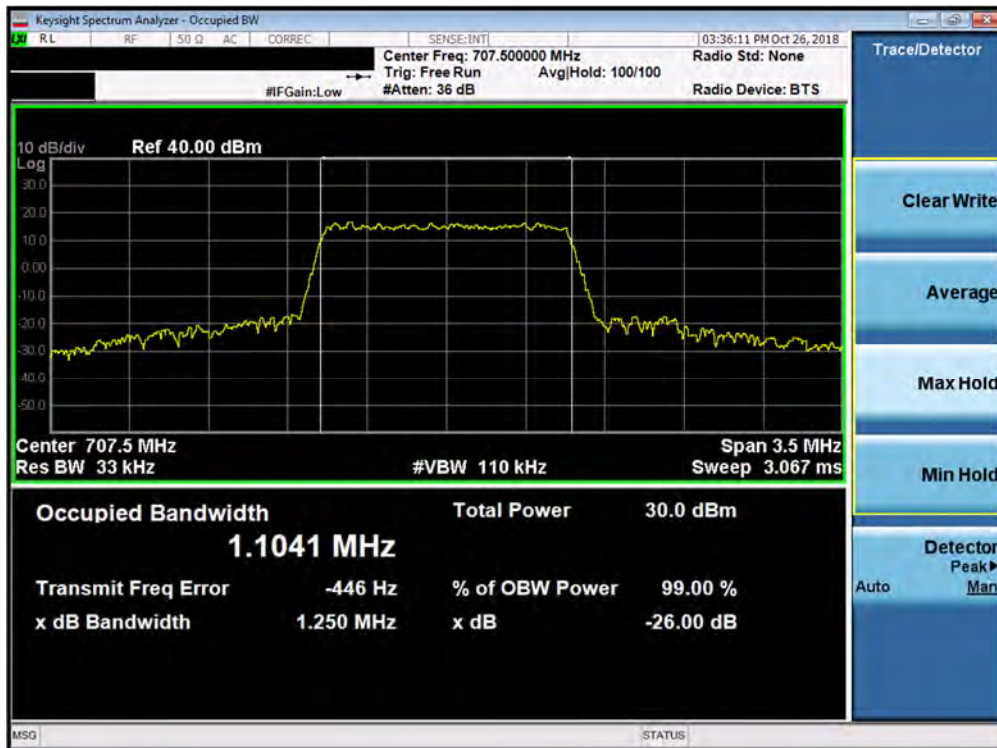 Keysight Spectrum Analyzer - Occupied BW
LXI RL RF 50 Ω AC CORREC SENSE:INT 03:36:11 PM Oct 26, 2018
Center Freq: 707.500000 MHz Radio Std: None
Trig: Free Run Avg|Hold: 100/100
#IFGain:Low #Atten: 36 dB Radio Device: BTS
Trace/Detector
10 dB/div Ref 40.00 dBm
Log
30.0
20.0
10.0
0.00
-10.0
-20.0
-30.0
-40.0
-50.0
Center 707.5 MHz Span 3.5 MHz
Res BW 33 kHz #VBW 110 kHz Sweep 3.067 ms
Occupied Bandwidth Total Power 30.0 dBm
1.1041 MHz
Transmit Freq Error -446 Hz % of OBW Power 99.00 %
x dB Bandwidth 1.250 MHz x dB -26.00 dB
Clear Write
Average
Max Hold
Min Hold
Detector
Peak▶
Auto Man
MSG STATUS